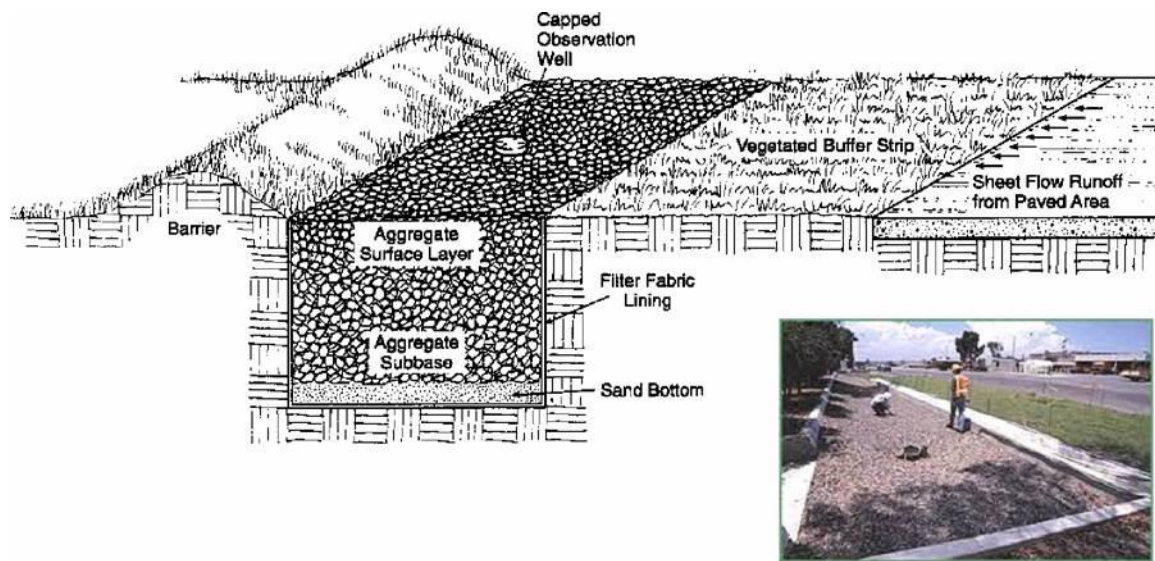 Capped
Observation
Well
Vegetated Buffer Strip
Sheet Flow Runoff
from Paved Area
Barrier
Aggregate
Surface Layer
Filter Fabric
Lining
Aggregate
Subbase
Sand Bottom